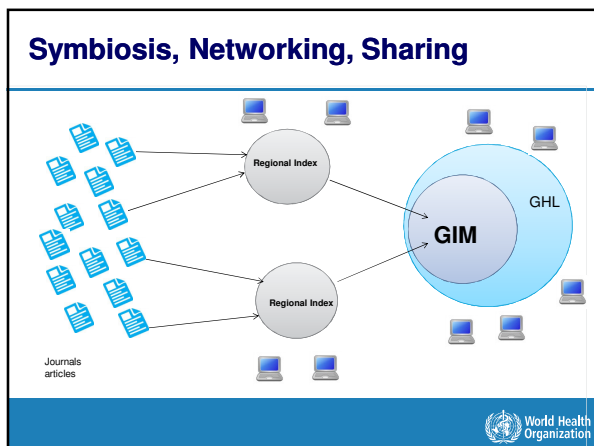 Symbiosis, Networking, Sharing
Regional Index
GHL
GIM
Regional Index
Journals
articles
World Health
Organization